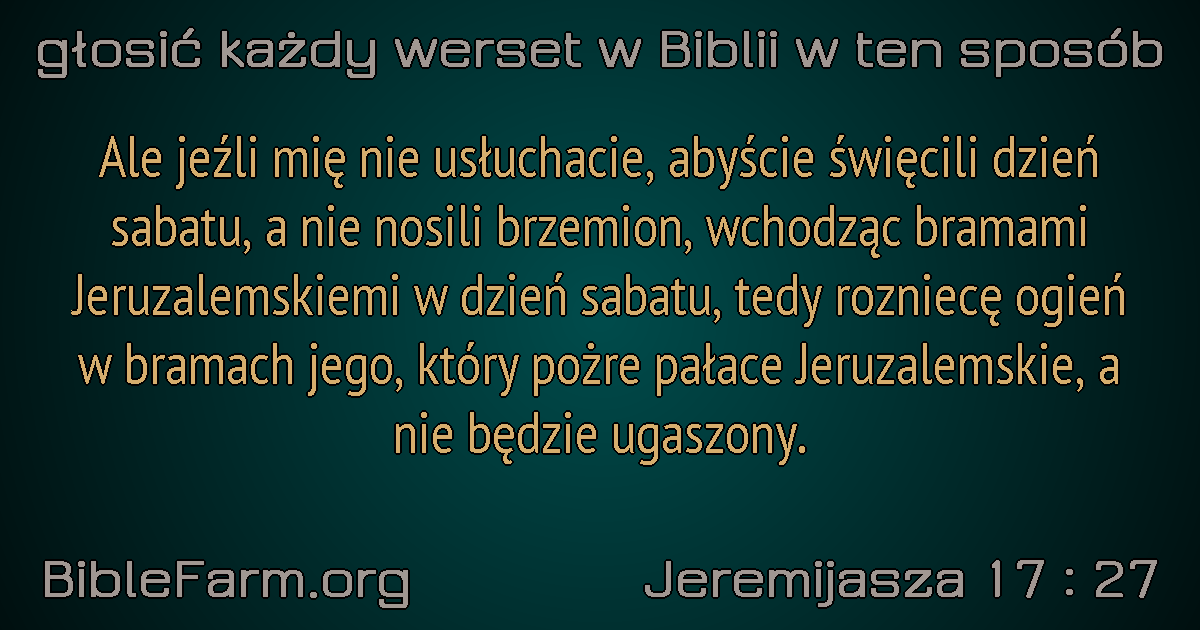 głosić każdy werset w Biblii w ten sposób
Ale jeźli mię nie usłuchacie, abyście święcili dzień
sabatu, a nie nosili brzemion, wchodząc bramami
Jeruzalemskiemi w dzień sabatu, tedy rozniecę ogień
w bramach jego, który pożre pałace Jeruzalemskie, a
nie będzie ugaszony.
BibleFarm.org
Jeremijasza 17 : 27